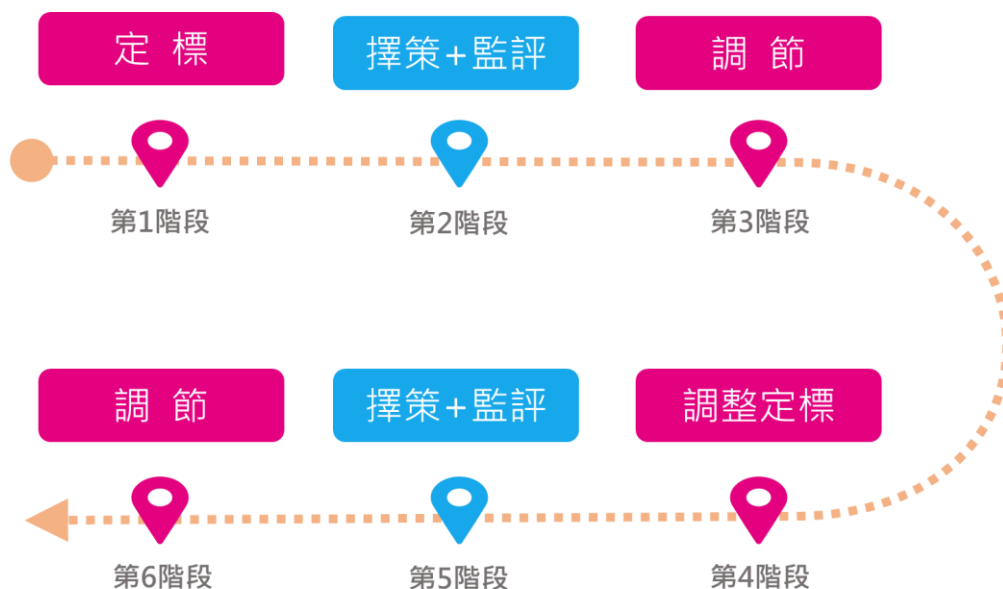 定標
擇策+監評
調節
第1階段
第2階段
第3階段
調節
擇策+監評
調整定標
第6階段
第5階段
第4階段